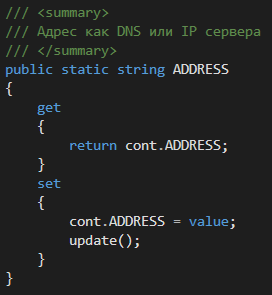 /// <summary>
/// Адрес как DNS или IP сервера
/// </summary>
public static string ADDRESS
{
    get
    {
        return cont.ADDRESS;
    }
    set
    {
        cont.ADDRESS = value;
        update();
    }
}